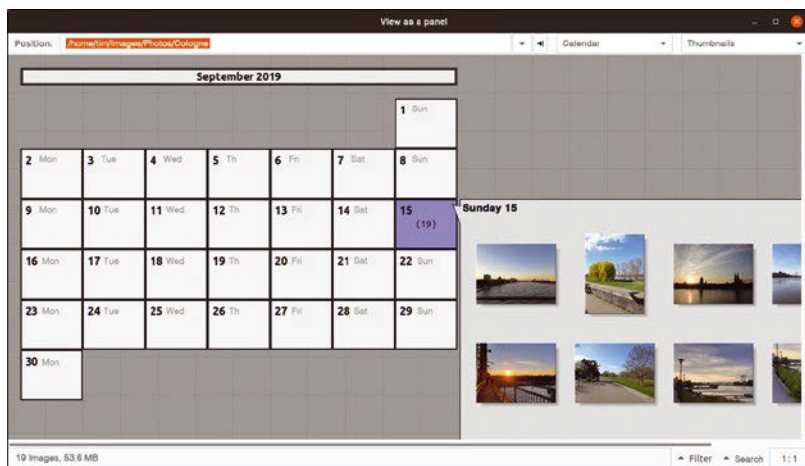 View as a panel
Position: /home/tim/Images/Photos/Cologne Calendar Thumbnails
September 2019
1 Sun
2 Mon 3 Tue 4 Wed 5 Th 6 Fri 7 Sat 8 Sun
9 Mon 10 Tue 11 Wed 12 Th 13 Fri 14 Sat 15 Sunday 15
(19)
16 Mon 17 Tue 18 Wed 19 Th 20 Fri 21 Sat 22 Sun
23 Mon 24 Tue 25 Wed 26 Th 27 Fri 28 Sat 29 Sun
30 Mon
19 Images, 53.6 MB Filter Search 1:1